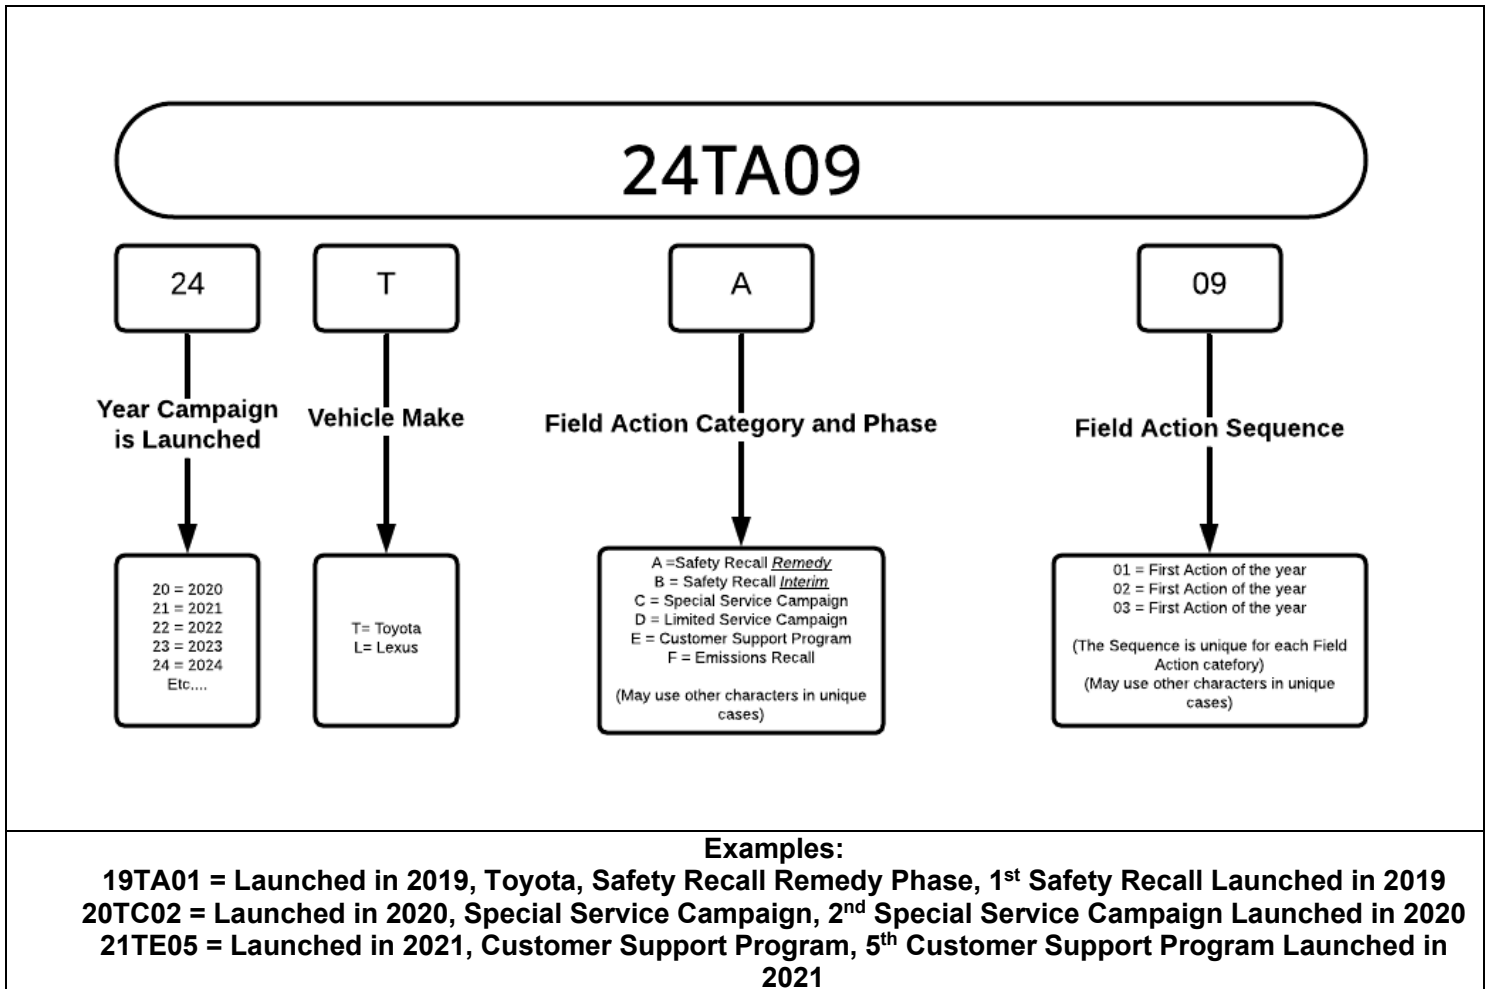 24TA09
24
T
A
09
Year Campaign
is Launched
Vehicle Make
Field Action Category and Phase
Field Action Sequence
20 = 2020
21 = 2021
22 = 2022
23 = 2023
24 = 2024
Etc....
T= Toyota
L= Lexus
A =Safety Recall Remedy
B = Safety Recall Interim
C = Special Service Campaign
D = Limited Service Campaign
E = Customer Support Program
F = Emissions Recall
(May use other characters in unique
cases)
01 = First Action of the year
02 = First Action of the year
03 = First Action of the year
(The Sequence is unique for each Field
Action catefory)
(May use other characters in unique
cases)
Examples:
19TA01 = Launched in 2019, Toyota, Safety Recall Remedy Phase, 1st Safety Recall Launched in 2019
20TC02 = Launched in 2020, Special Service Campaign, 2nd Special Service Campaign Launched in 2020
21TE05 = Launched in 2021, Customer Support Program, 5th Customer Support Program Launched in
2021